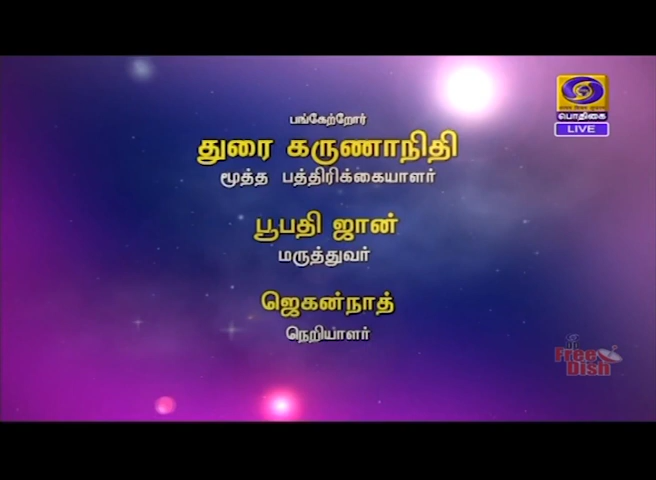 பங்கேற்றோர்
துரை கருணாநிதி
மூத்த பத்திரிக்கையாளர்
பூபதி ஜான்
மருத்துவர்
ஜெகன்நாத்
நெறியாளர்
பொதிகை
LIVE
Free
Dish